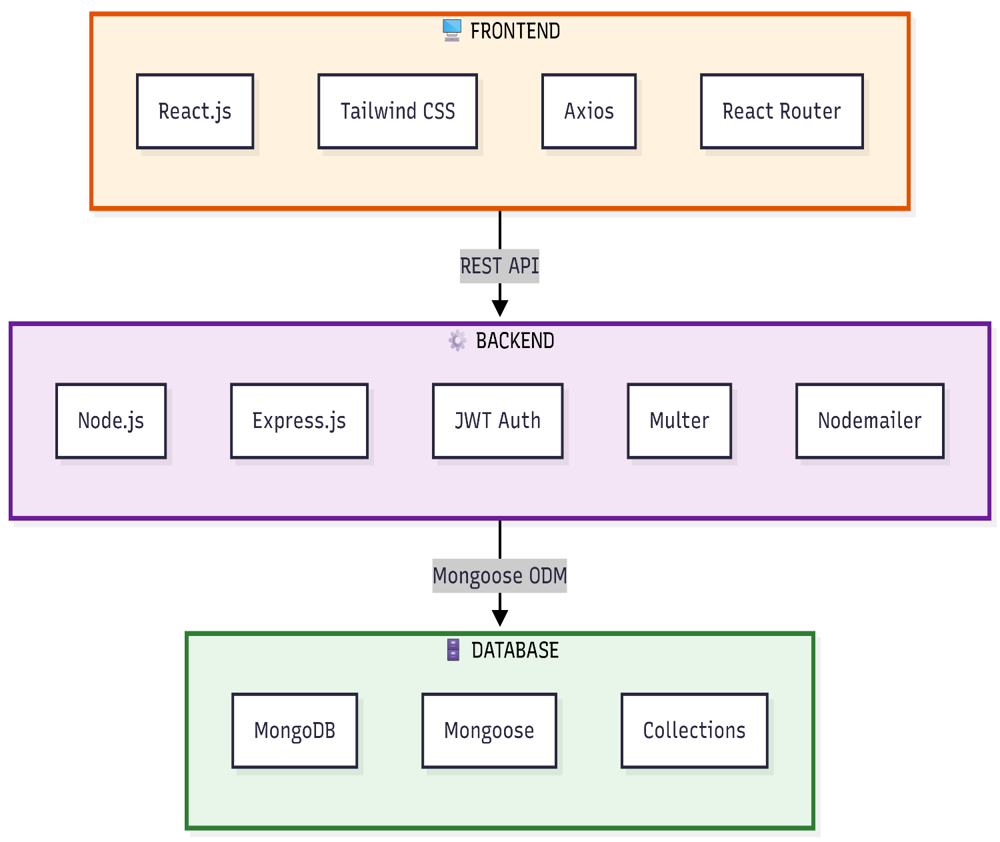 FRONTEND
React.js
Tailwind CSS
Axios
React Router
REST API
BACKEND
Node.js
Express.js
JWT Auth
Multer
Nodemailer
Mongoose ODM
DATABASE
MongoDB
Mongoose
Collections